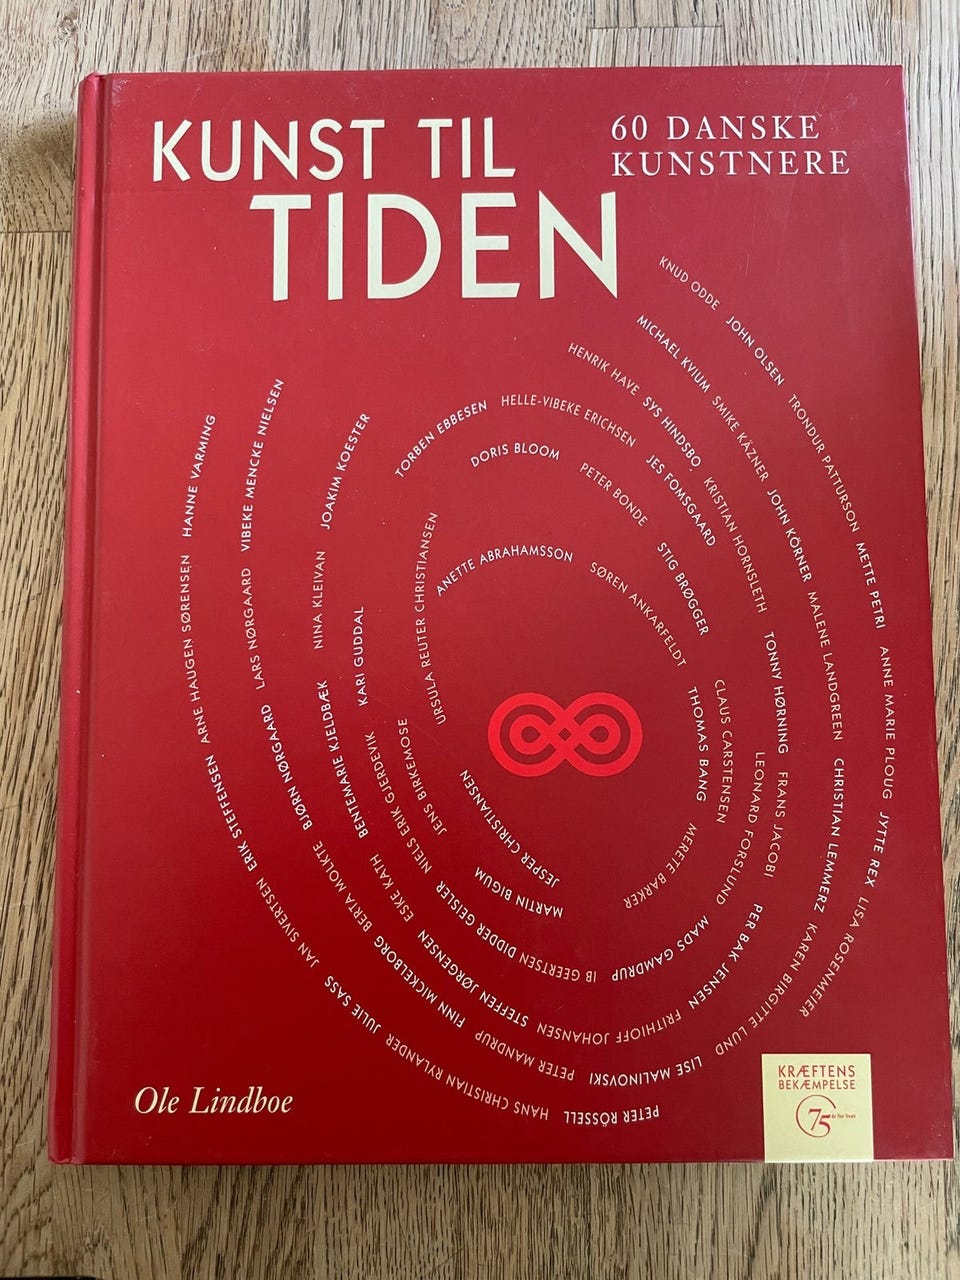 KUNST TIL
TIDEN
60 DANSKE
KUNSTNERE
ANETTE ABRAHAMSSON
SØREN ANKARFELDT
THOMAS BANG
MERETE BARKER
MARTIN BIGUM
JENS BIRKEMOSE
DORIS BLOOM
PETER BONDE
STIG BRØGGER
CLAUS CARSTENSEN
JESPER CHRISTIANSEN
URSULA REUTER CHRISTIANSEN
TORBEN EBBESEN
HELLE-VIBEKE ERICHSEN
JES FOMSGAARD
LEONARD FORSLUND
MADS GAMDRUP
IB GEERTSEN
DIDDER GEISLER
NIELS ERIK GJERDEVIK
KARI GUDDAL
HENRIK HAVE
SYS HINDSBO
KRISTIAN HORNSLETH
TONNY HØRNING
FRANS JACOBI
PER BAK JENSEN
FRITHIOFF JOHANSEN
STEFFEN JØRGENSEN
ESKE KATH
BENTEMARIE KJELDBÆK
NINA KLEIVAN
JOAKIM KOESTER
MICHAEL KVIUM
SMIKE KÄZNER
JOHN KÖRNER
MALENE LANDGREEN
CHRISTIAN LEMMERZ
KAREN BIRGITTE LUND
LISE MALINOVSKI
PETER MANDRUP
FINN MICKELBORG
BERTA MOLKTE
BJØRN NØRGAARD
LARS NØRGAARD
VIBEKE MENCKE NIELSEN
KNUD ODDE
JOHN OLSEN
TRONDUR PATTURSON
METTE PETRI
ANNE MARIE PLOUG
JYTTE REX
LISA ROSENMEIER
PETER RÖSSELL
HANS CHRISTIAN RYLANDER
JULIE SASS
JAN SIVERTSEN
ERIK STEFFENSEN
ARNE HAUGEN SØRENSEN
HANNE VARMING
Ole Lindboe
KRÆFTENS
BEKÆMPELSE
75 år for livet